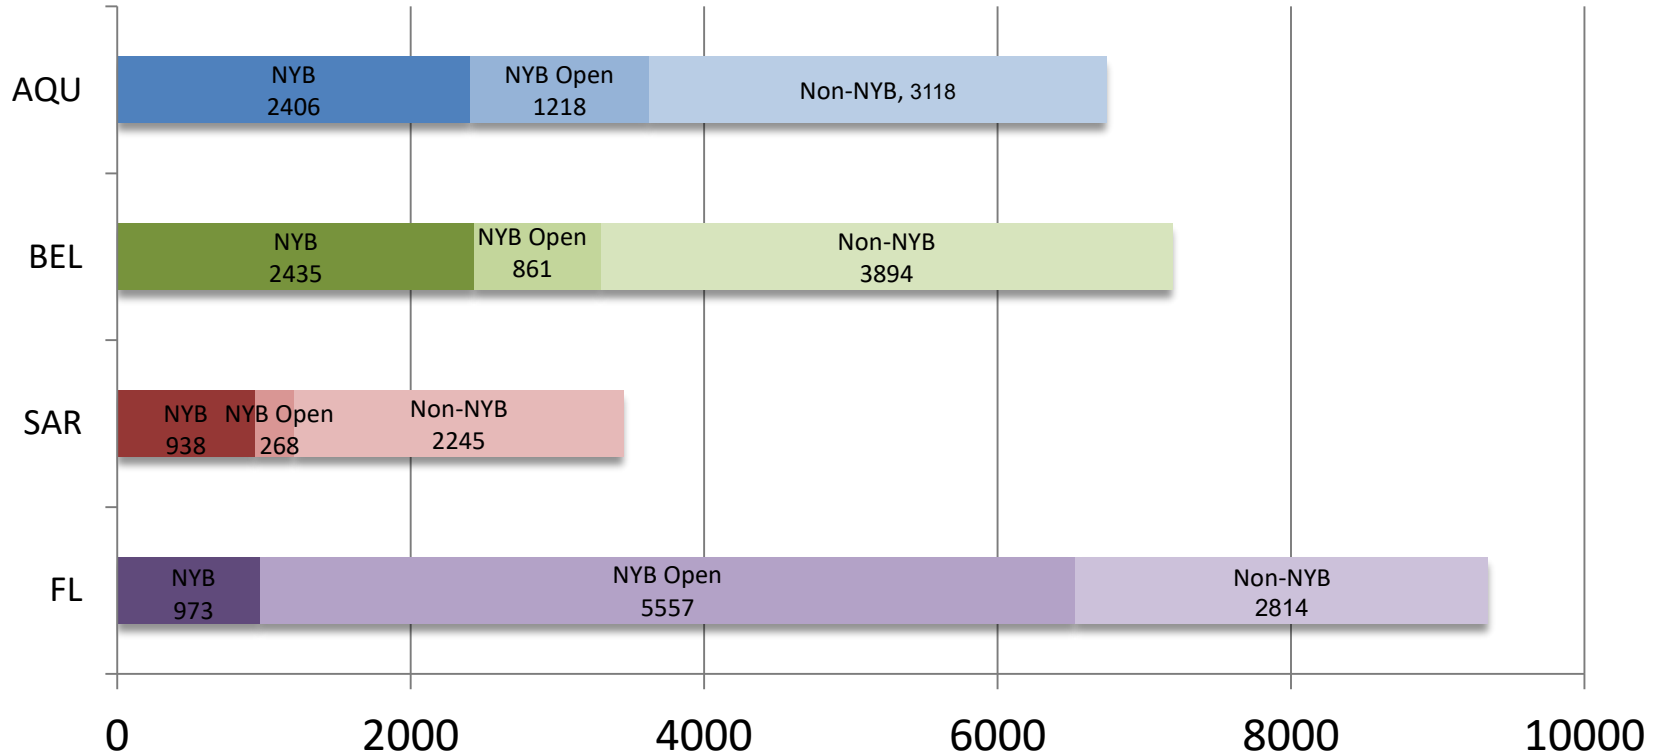 AQU
NYB
2406
NYB Open
1218
Non-NYB, 3118
BEL
NYB
2435
NYB Open
861
Non-NYB
3894
SAR
NYB
938
NYB Open
268
Non-NYB
2245
FL
NYB
973
NYB Open
5557
Non-NYB
2814
0 2000 4000 6000 8000 10000